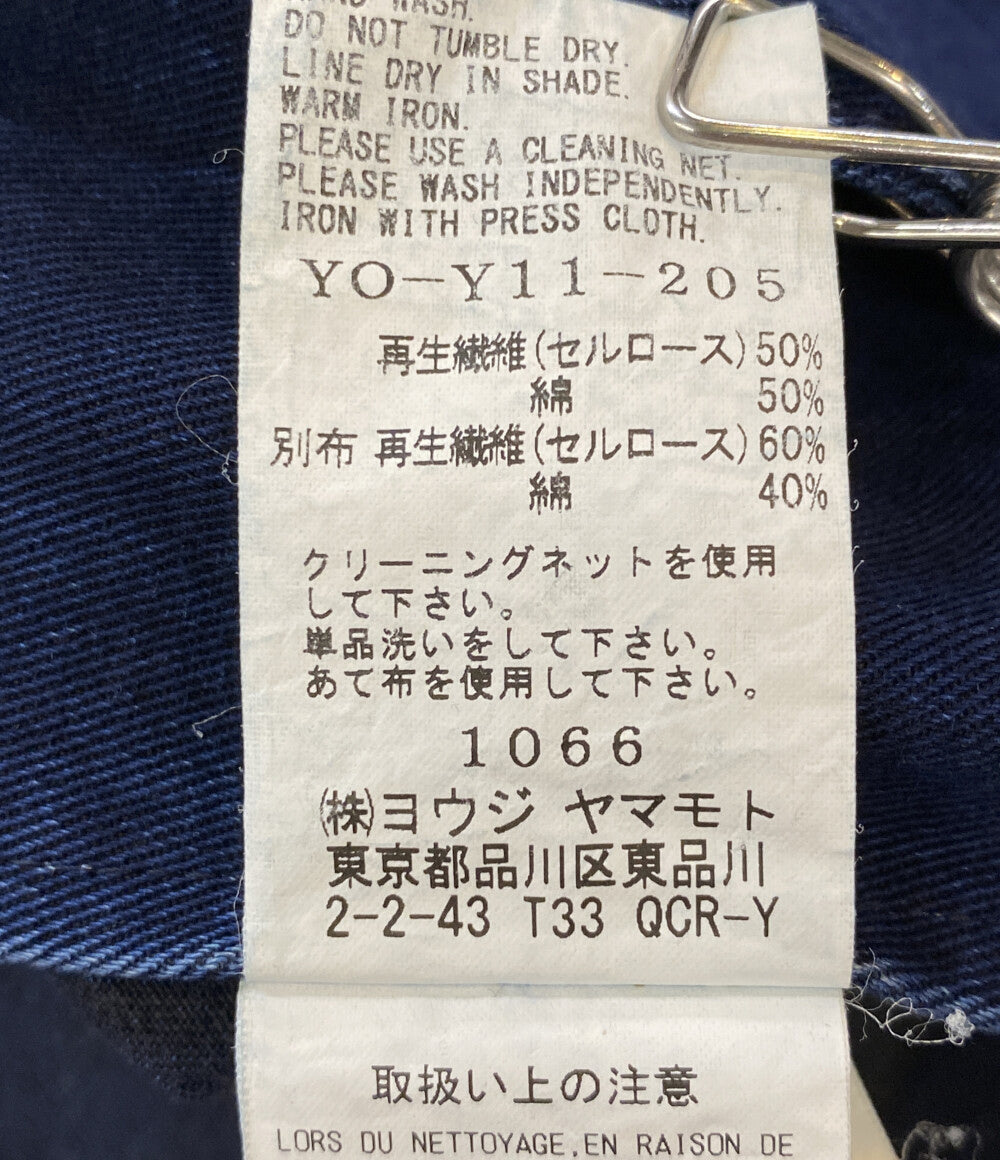 HAND WASH.
DO NOT TUMBLE DRY.
LINE DRY IN SHADE.
WARM IRON.
PLEASE USE A CLEANING NET.
PLEASE WASH INDEPENDENTLY.
IRON WITH PRESS CLOTH.
YO-Y11-205
再生繊維(セルロース)50%
綿 50%
別布 再生繊維(セルロース)60%
綿 40%
クリーニングネットを使用
して下さい。
単品洗いをして下さい。
あて布を使用して下さい。
1066
㈱ヨウジ ヤマモト
東京都品川区東品川
2-2-43 T33 QCR-Y
取扱い上の注意
LORS DU NETTOYAGE,EN RAISON DE